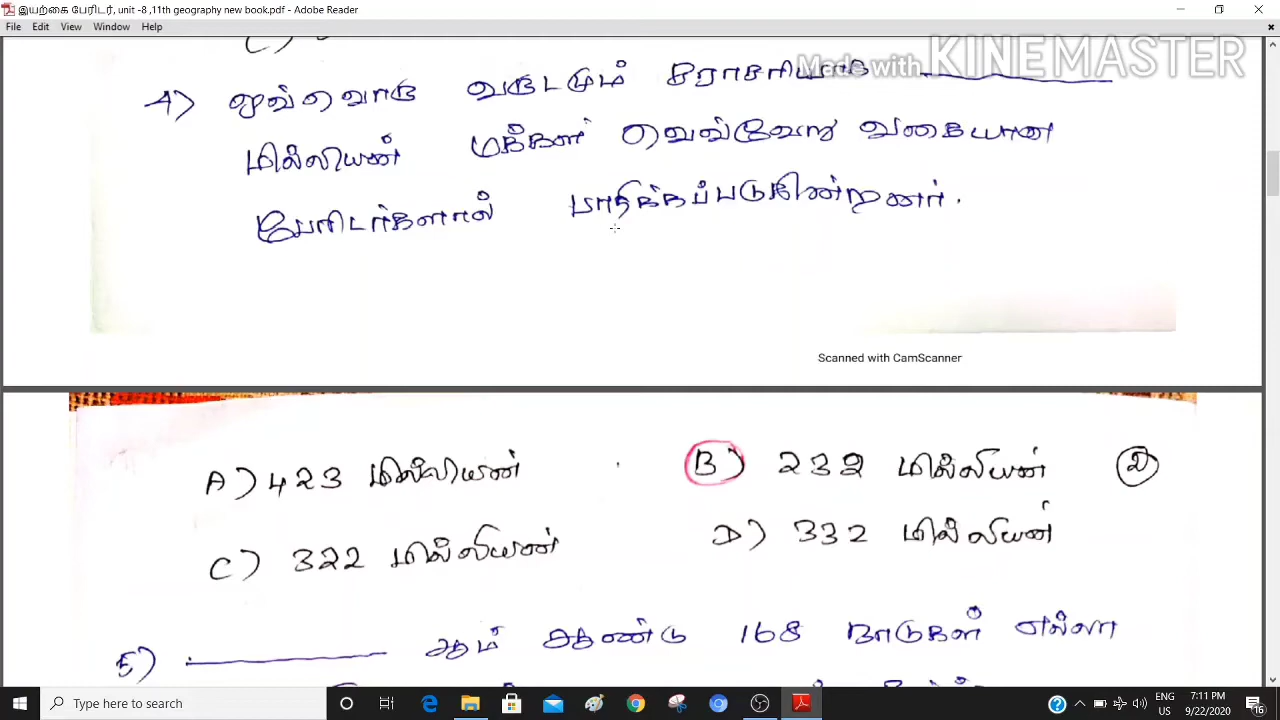 இயற்கை பேரிடர், unit -8 ,11th geography new book.pdf - Adobe Reader
File Edit View Window Help
Made with KINEMASTER
4) ஒவ்வொரு வருடமும் சராசரியாக
மில்லியன் மக்கள் வெவ்வேறு வகையான
பேரிடர்களால் பாதிக்கப்படுகின்றனர்.
Scanned with CamScanner
A) 423 மில்லியன் B) 232 மில்லியன் (2)
C) 322 மில்லியன் D) 332 மில்லியன்
5) ஆம் ஆண்டு 168 நாடுகள் எல்லா
Type here to search ENG 7:11 PM
US 9/22/2020 16